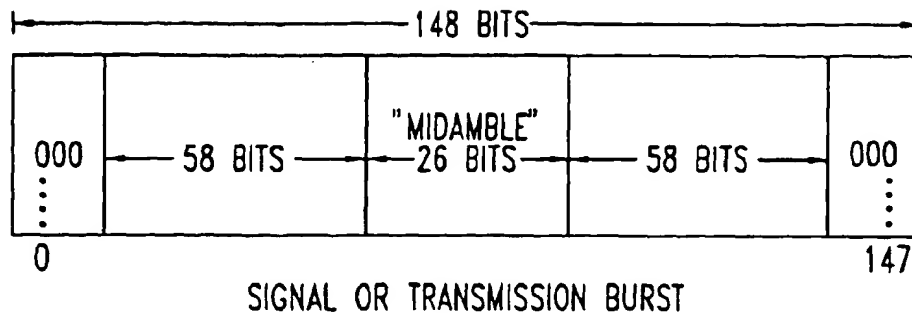 148 BITS
"MIDAMBLE"
000 58 BITS 26 BITS 58 BITS 000
0 147
SIGNAL OR TRANSMISSION BURST